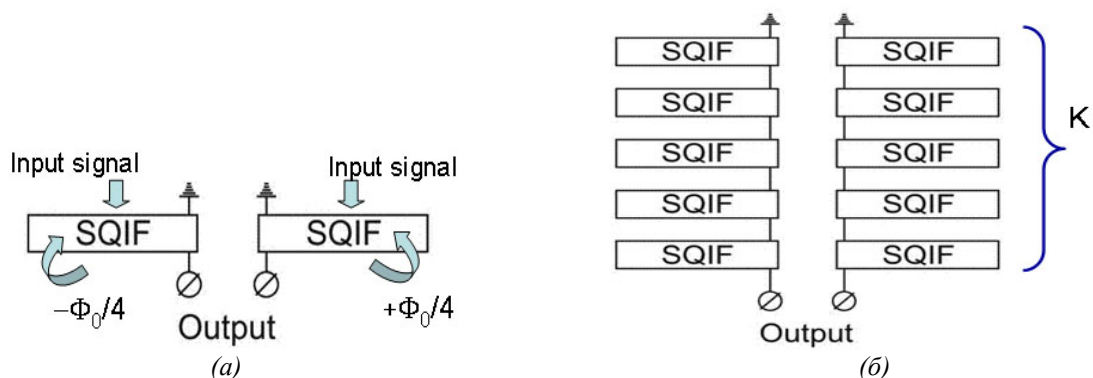 Input signal
Input signal
SQIF
SQIF
−Φ₀/4
+Φ₀/4
Output
(а)
SQIF SQIF
SQIF SQIF
SQIF SQIF
SQIF SQIF
SQIF SQIF
K
Output
(б)